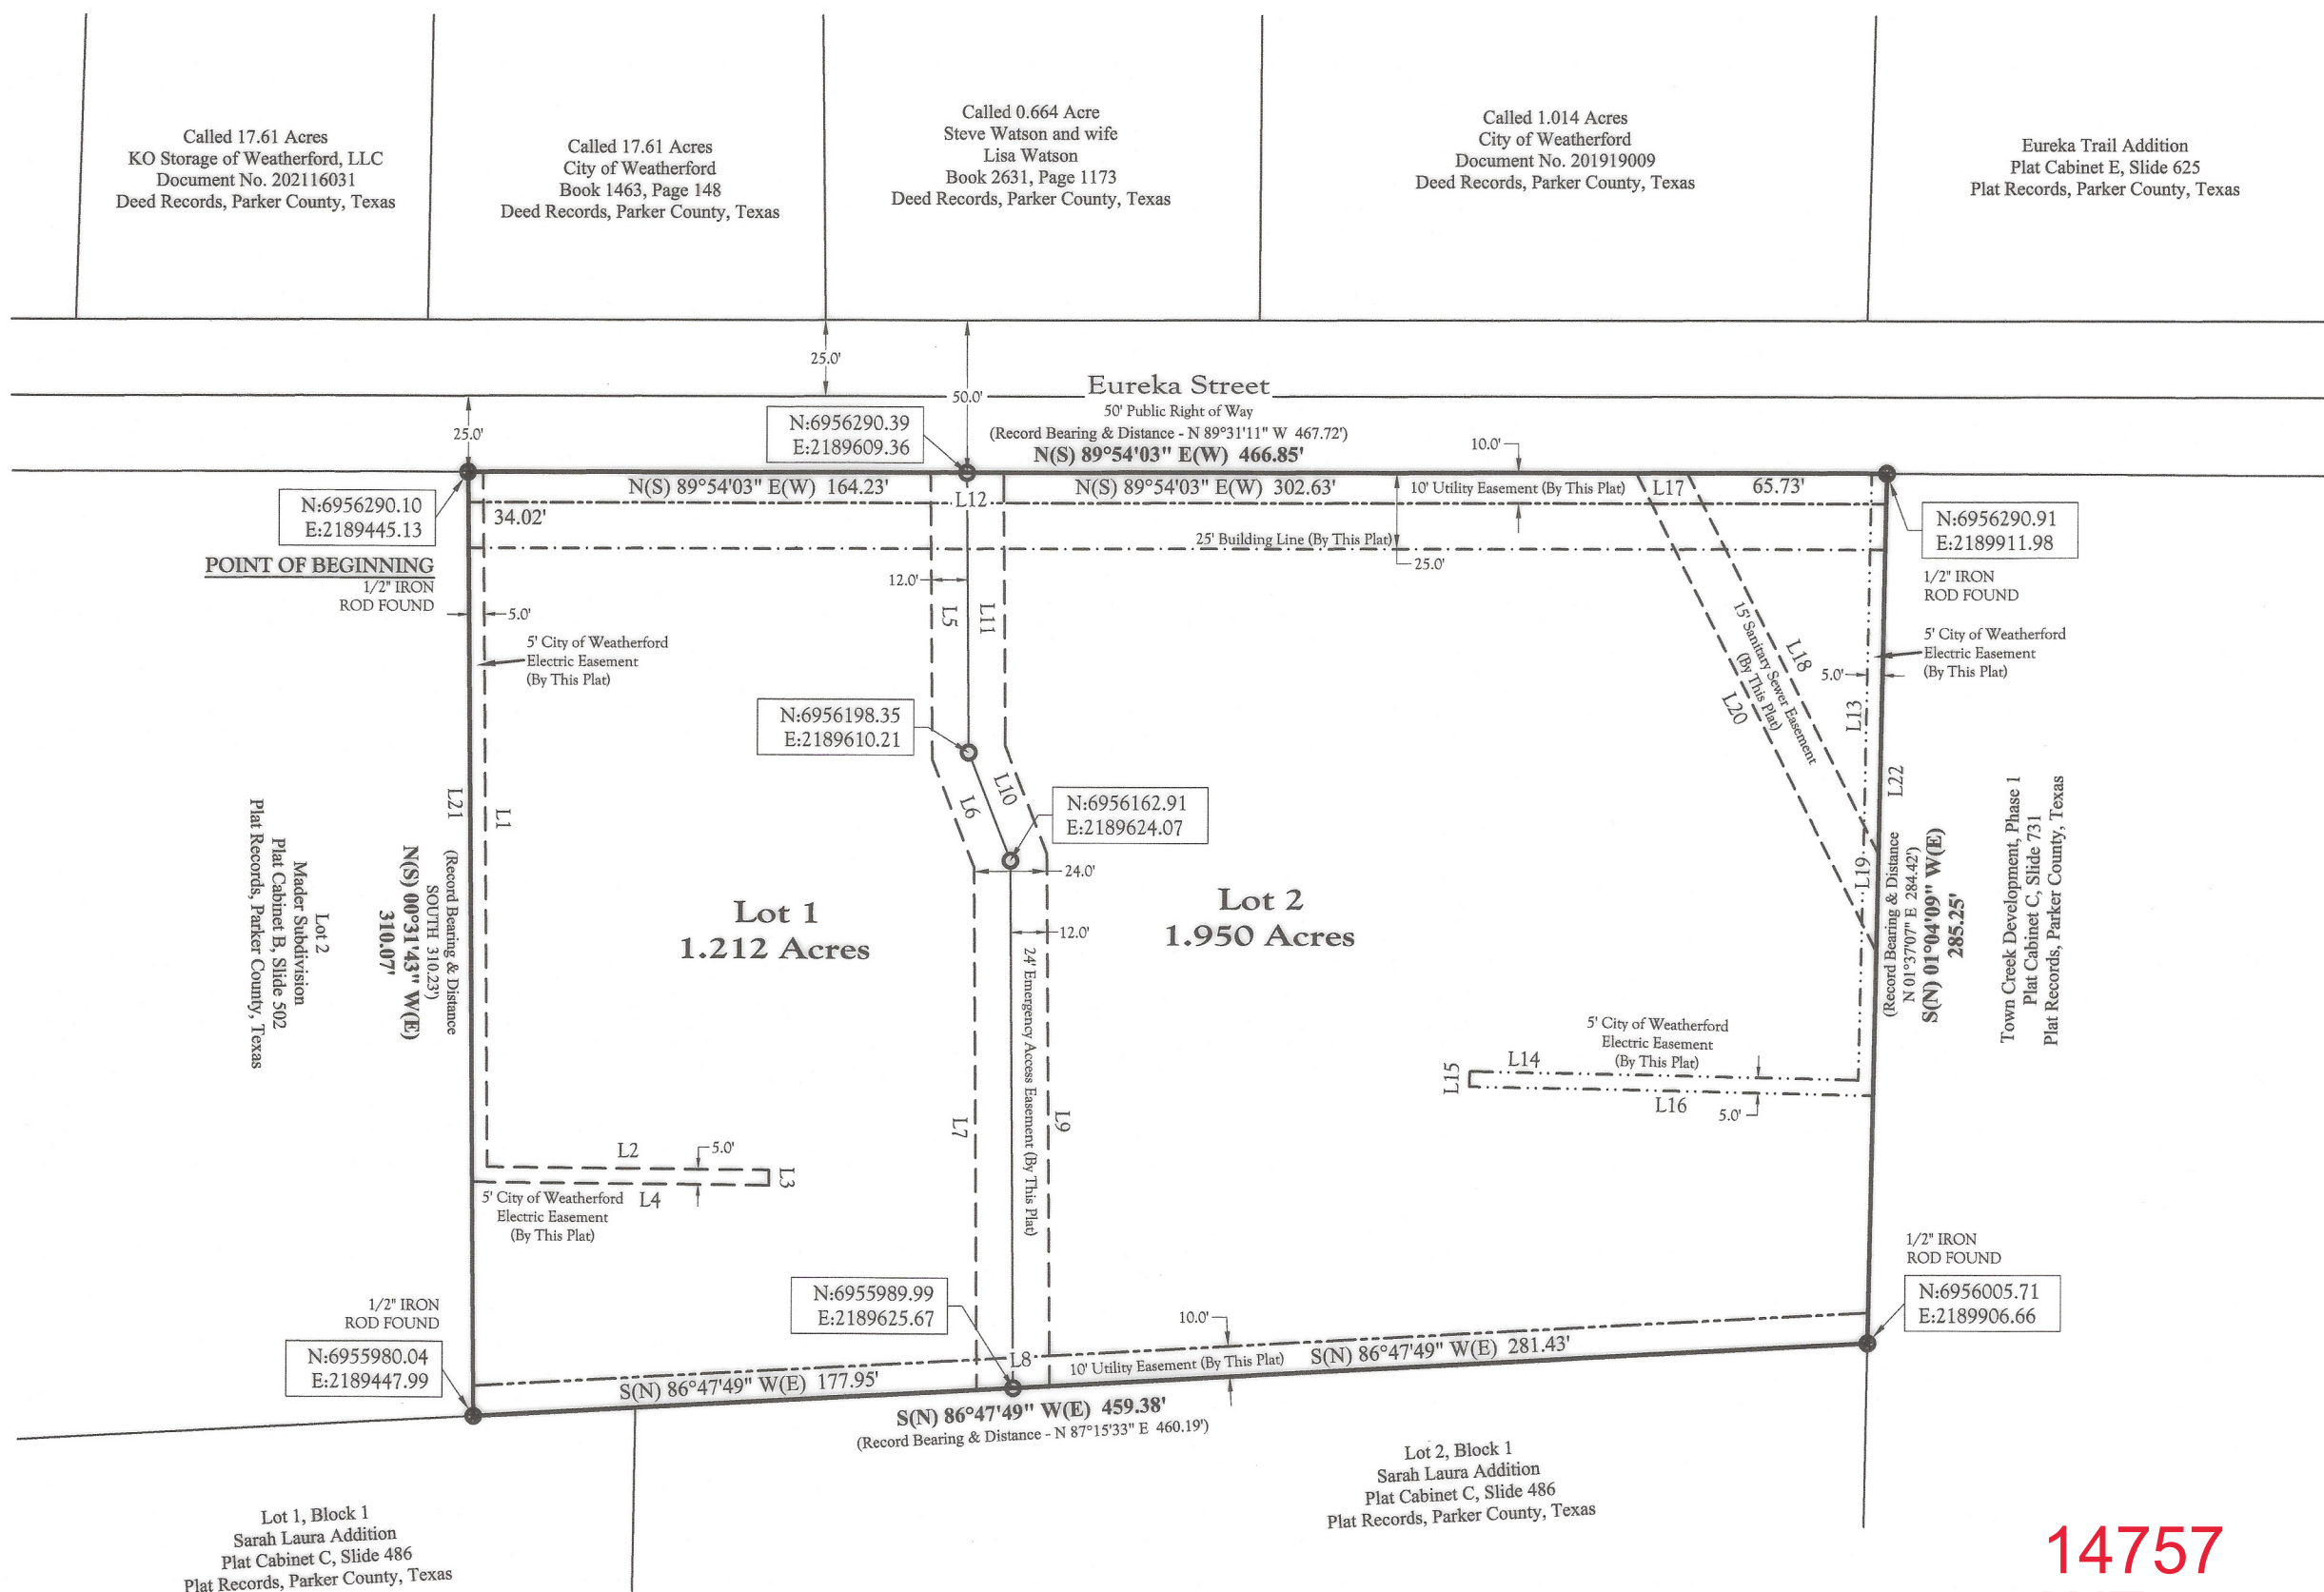 Called 17.61 Acres
KO Storage of Weatherford, LLC
Document No. 202116031
Deed Records, Parker County, Texas
Called 17.61 Acres
City of Weatherford
Book 1463, Page 148
Deed Records, Parker County, Texas
Called 0.664 Acre
Steve Watson and wife
Lisa Watson
Book 2631, Page 1173
Deed Records, Parker County, Texas
Called 1.014 Acres
City of Weatherford
Document No. 201919009
Deed Records, Parker County, Texas
Eureka Trail Addition
Plat Cabinet E, Slide 625
Plat Records, Parker County, Texas
25.0'
50.0'
Eureka Street
50' Public Right of Way
(Record Bearing & Distance - N 89°31'11" W 467.72')
N(S) 89°54'03" E(W) 466.85'
25.0'
N:6956290.39
E:2189609.36
10.0'
N:6956290.10
E:2189445.13
POINT OF BEGINNING
1/2" IRON
ROD FOUND
N(S) 89°54'03" E(W) 164.23'
L12
N(S) 89°54'03" E(W) 302.63'
10' Utility Easement (By This Plat)
L17
65.73'
34.02'
25' Building Line (By This Plat)
25.0'
N:6956290.91
E:2189911.98
1/2" IRON
ROD FOUND
12.0'
5.0'
5' City of Weatherford
Electric Easement
(By This Plat)
L5
L11
15' Sanitary Sewer Easement
(By This Plat)
L18
L20
5.0'
5' City of Weatherford
Electric Easement
(By This Plat)
L13
N:6956198.35
E:2189610.21
L10
L6
N:6956162.91
E:2189624.07
24.0'
12.0'
L21
L1
L22
L19
Lot 1
1.212 Acres
Lot 2
1.950 Acres
Lot 2
Mader Subdivision
Plat Cabinet B, Slide 502
Plat Records, Parker County, Texas
(Record Bearing & Distance
SOUTH 310.23')
N(S) 00°31'43" W(E)
310.07'
(Record Bearing & Distance
N 01°37'07" E 284.42')
S(N) 01°04'09" W(E)
285.25'
Town Creek Development, Phase 1
Plat Cabinet C, Slide 731
Plat Records, Parker County, Texas
24' Emergency Access Easement (By This Plat)
L7
L9
5' City of Weatherford
Electric Easement
(By This Plat)
L14
L15
L16
5.0'
L2
5.0'
L3
5' City of Weatherford
Electric Easement
(By This Plat)
L4
1/2" IRON
ROD FOUND
N:6955980.04
E:2189447.99
N:6955989.99
E:2189625.67
10.0'
L8
10' Utility Easement (By This Plat)
S(N) 86°47'49" W(E) 281.43'
S(N) 86°47'49" W(E) 177.95'
S(N) 86°47'49" W(E) 459.38'
(Record Bearing & Distance - N 87°15'33" E 460.19')
1/2" IRON
ROD FOUND
N:6956005.71
E:2189906.66
Lot 1, Block 1
Sarah Laura Addition
Plat Cabinet C, Slide 486
Plat Records, Parker County, Texas
Lot 2, Block 1
Sarah Laura Addition
Plat Cabinet C, Slide 486
Plat Records, Parker County, Texas
14757